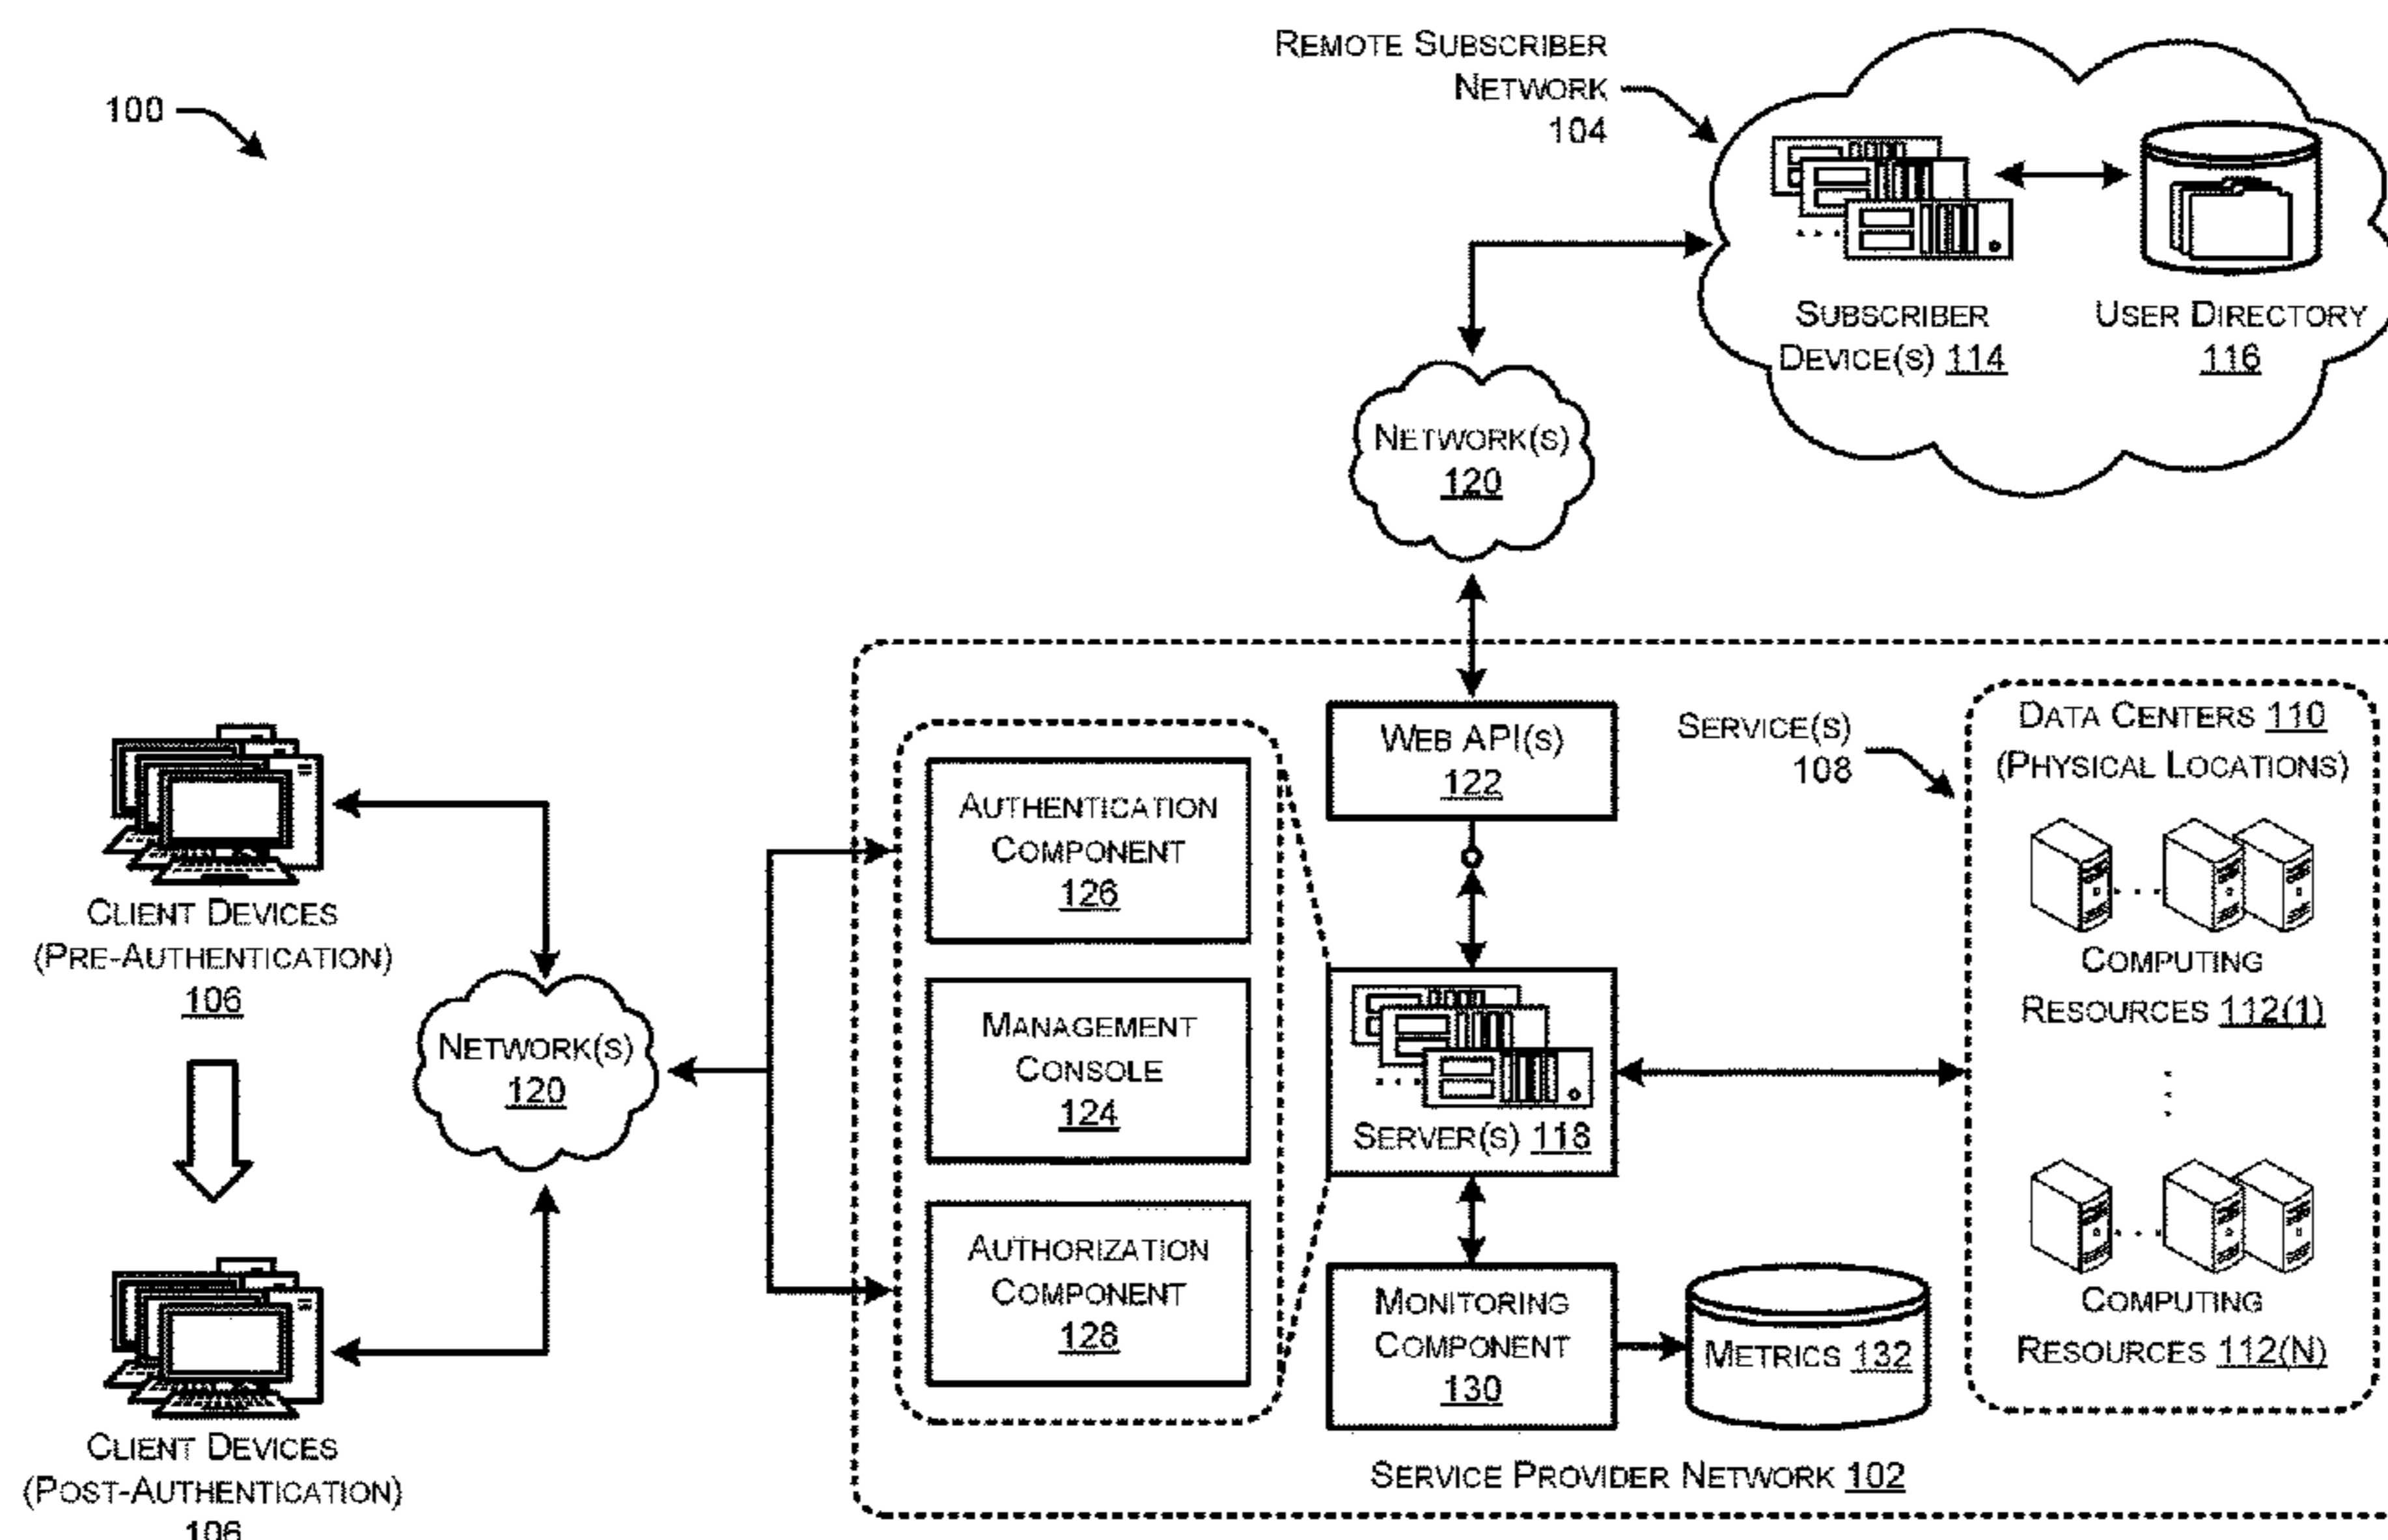 100
REMOTE SUBSCRIBER
NETWORK
104
SUBSCRIBER
DEVICE(S) 114
USER DIRECTORY
116
NETWORK(S)
120
WEB API(S)
122
SERVICE(S)
108
DATA CENTERS 110
(PHYSICAL LOCATIONS)
COMPUTING
RESOURCES 112(1)
COMPUTING
RESOURCES 112(N)
CLIENT DEVICES
(PRE-AUTHENTICATION)
106
NETWORK(S)
120
CLIENT DEVICES
(POST-AUTHENTICATION)
106
AUTHENTICATION
COMPONENT
126
MANAGEMENT
CONSOLE
124
AUTHORIZATION
COMPONENT
128
SERVER(S) 118
MONITORING
COMPONENT
130
METRICS 132
SERVICE PROVIDER NETWORK 102